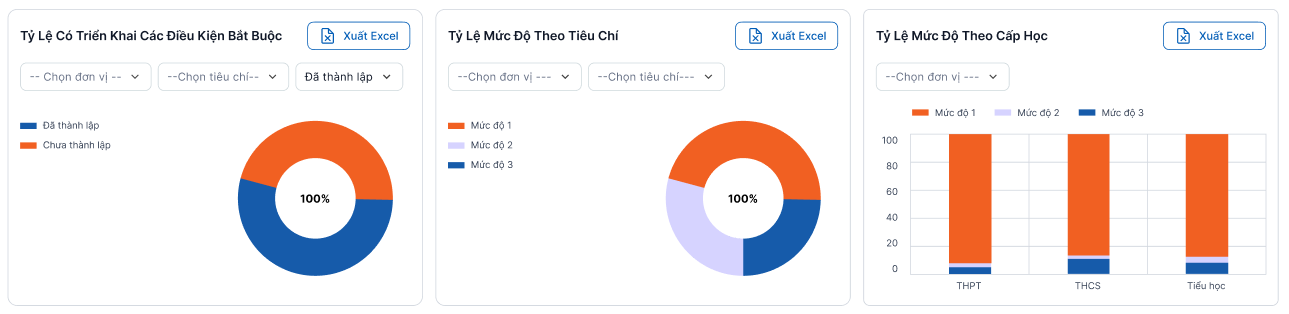 Tỷ Lệ Có Triển Khai Các Điều Kiện Bắt Buộc
Xuất Excel
-- Chọn đơn vị --
--Chọn tiêu chí--
Đã thành lập
Đã thành lập
Chưa thành lập
100%
Tỷ Lệ Mức Độ Theo Tiêu Chí
Xuất Excel
-- Chọn đơn vị ---
--Chọn tiêu chí---
Mức độ 1
Mức độ 2
Mức độ 3
100%
Tỷ Lệ Mức Độ Theo Cấp Học
Xuất Excel
--Chọn đơn vị ---
Mức độ 1 Mức độ 2 Mức độ 3
100
80
60
40
20
0
THPT THCS Tiểu học